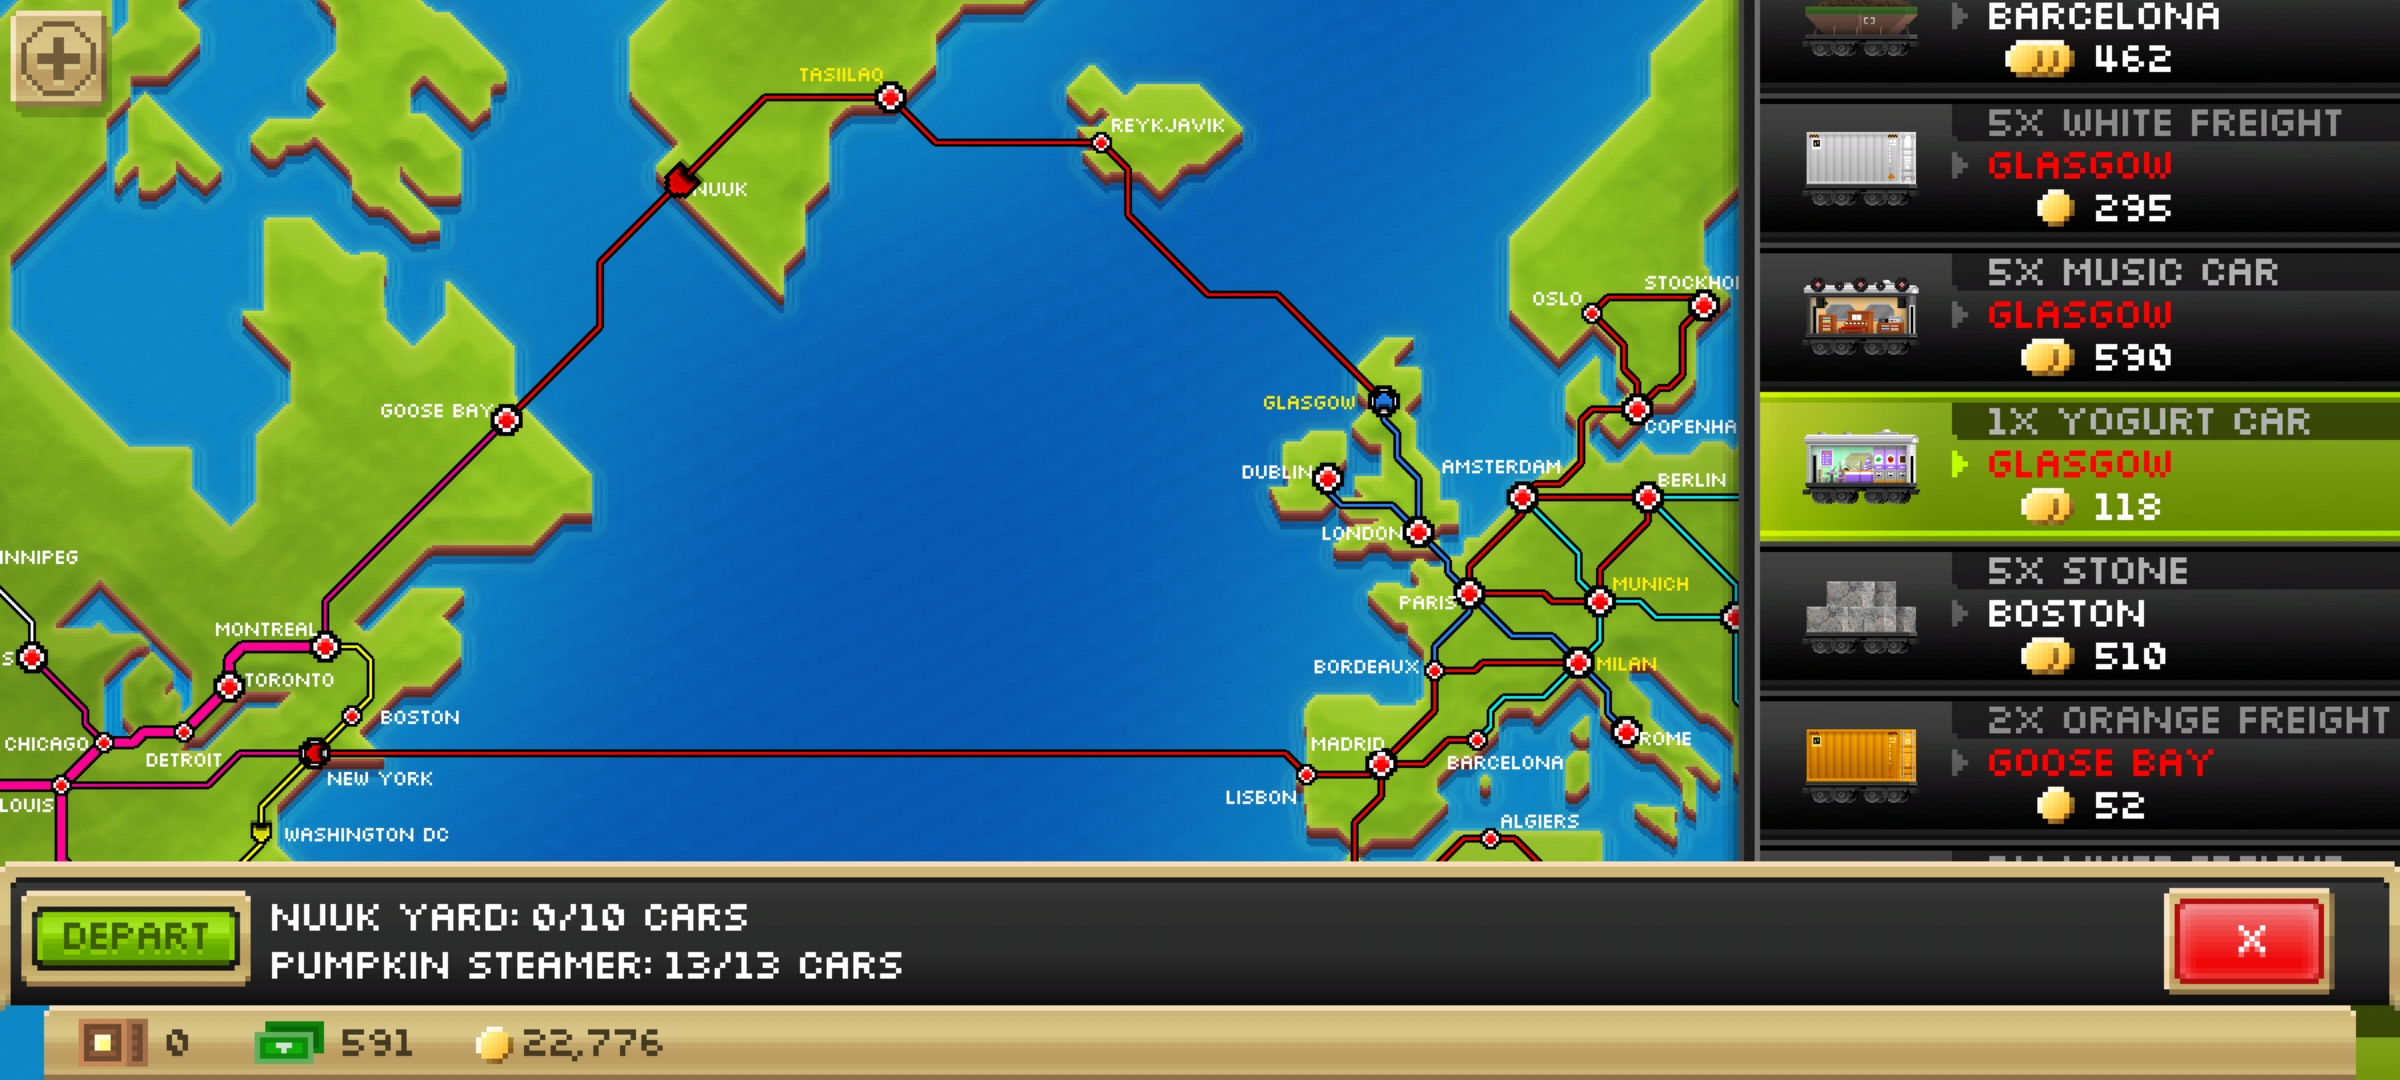 TASIILAQ
REYKJAVIK
NUUK
STOCKHO
OSLO
GLASGOW
GOOSE BAY
COPENHA
AMSTERDAM
DUBLIN
BERLIN
LONDON
INNIPEG
MUNICH
PARIS
MONTREAL
S
MILAN
BORDEAUX
TORONTO
BOSTON
ROME
CHICAGO
MADRID
DETROIT
BARCELONA
NEW YORK
LISBON
LOUIS
ALGIERS
WASHINGTON DC
BARCELONA
462
5X WHITE FREIGHT
GLASGOW
295
5X MUSIC CAR
GLASGOW
590
1X YOGURT CAR
GLASGOW
118
5X STONE
BOSTON
510
2X ORANGE FREIGHT
GOOSE BAY
52
DEPART
NUUK YARD: 0/10 CARS
PUMPKIN STEAMER: 13/13 CARS
X
0
591
22,776